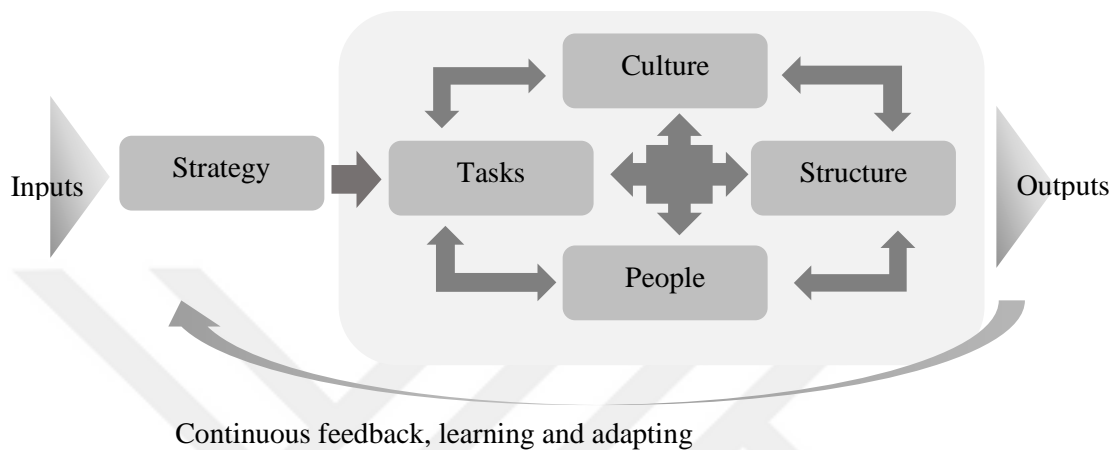 Culture
Inputs
Strategy
Tasks
Structure
Outputs
People
Continuous feedback, learning and adapting